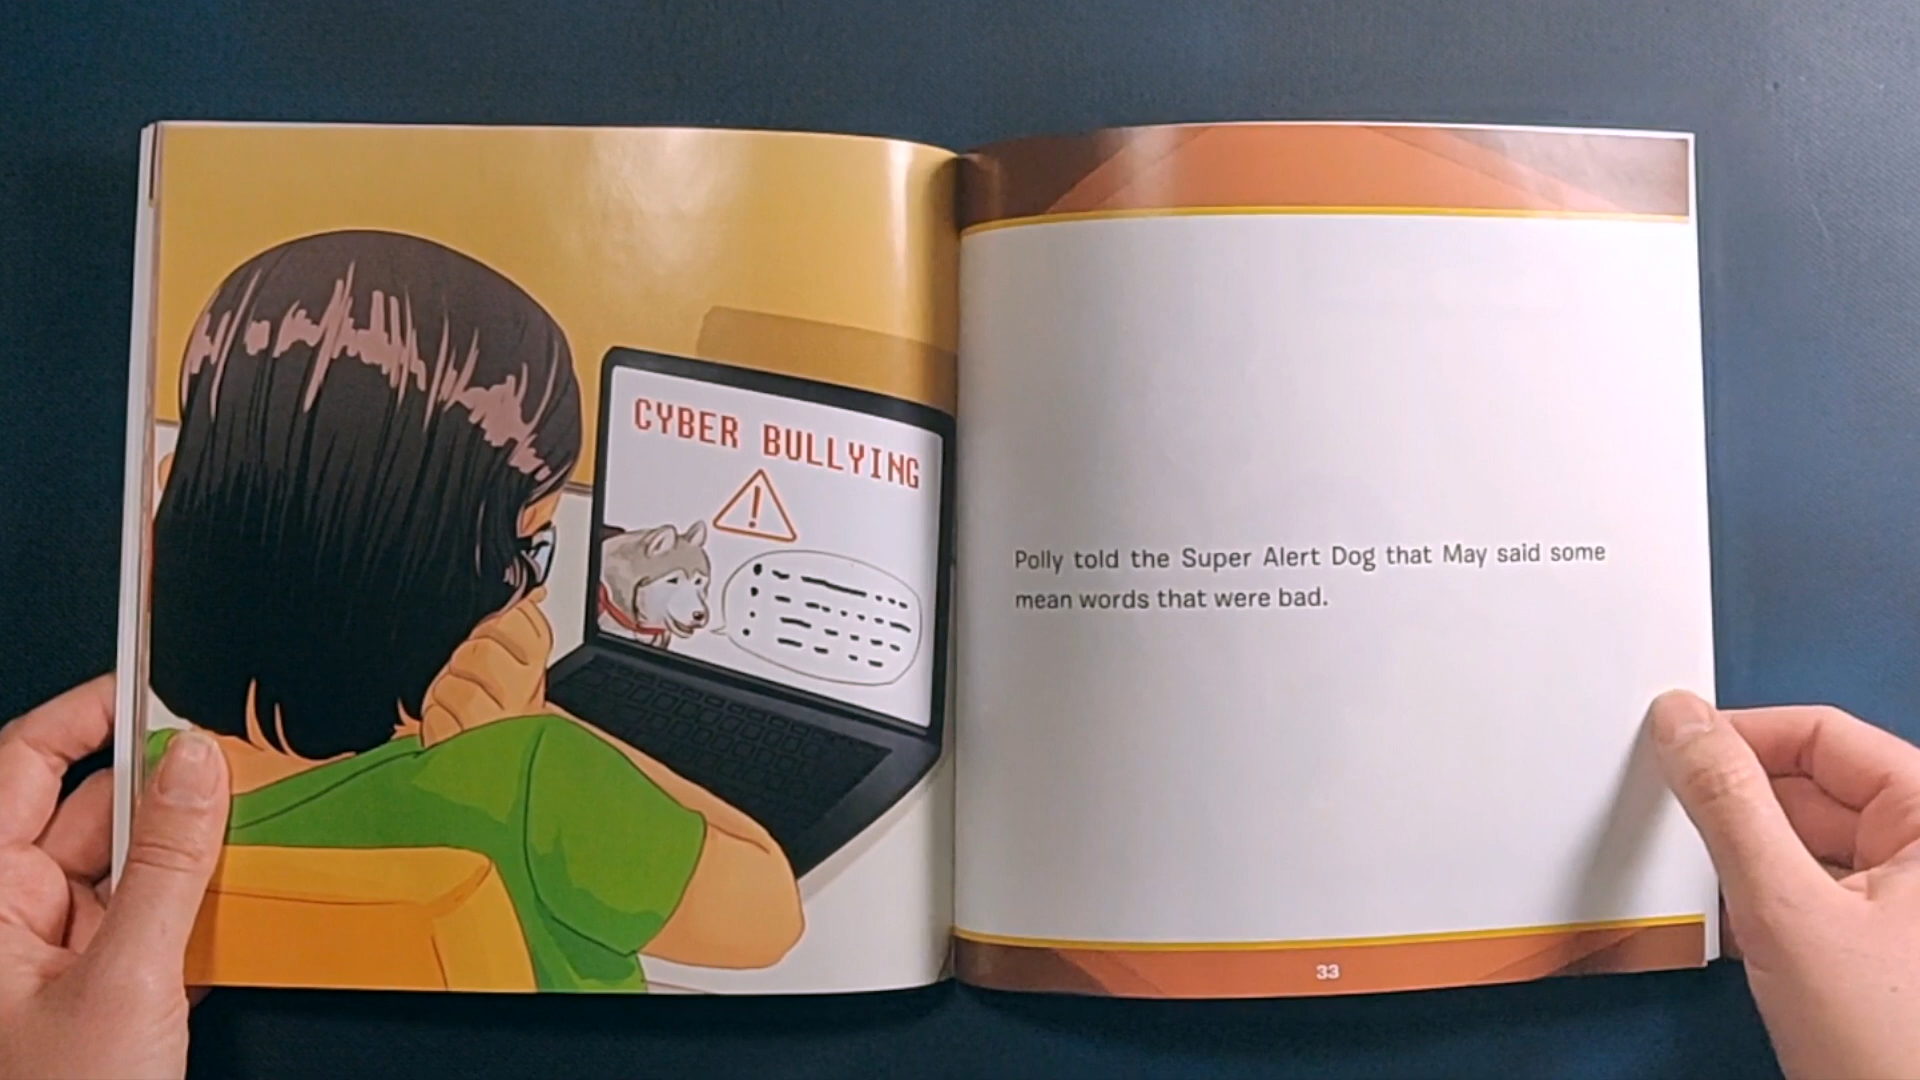 CYBER BULLYING
Polly told the Super Alert Dog that May said some
mean words that were bad.
33